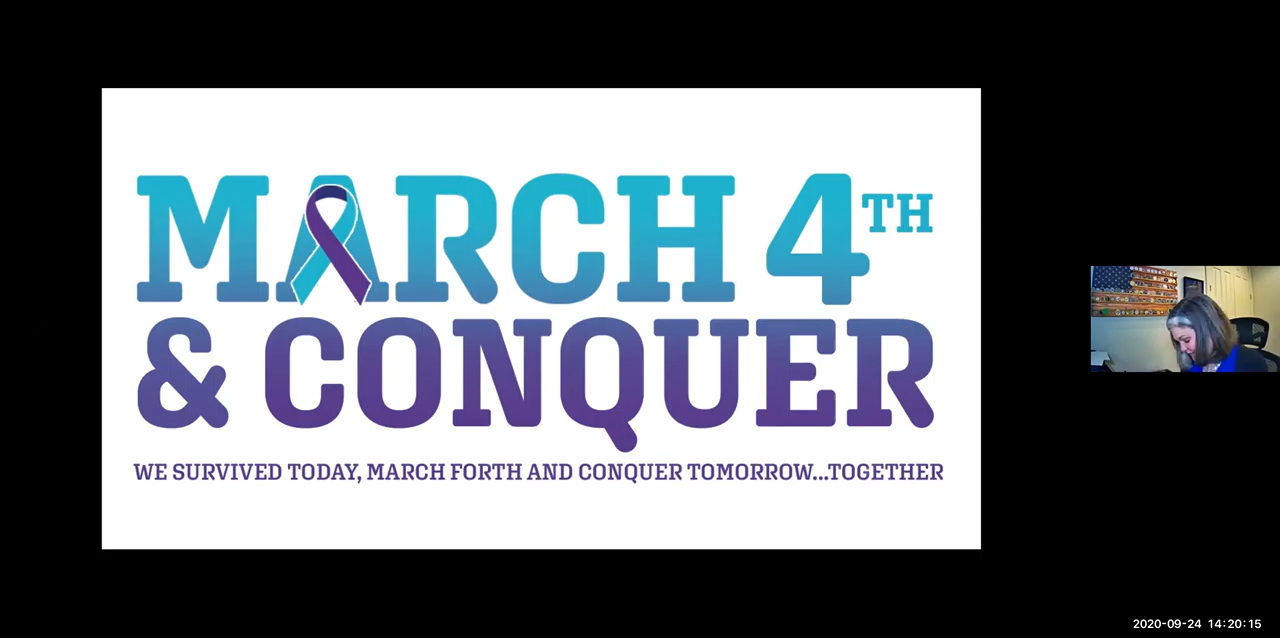 MARCH 4TH
& CONQUER
WE SURVIVED TODAY, MARCH FORTH AND CONQUER TOMORROW...TOGETHER
2020-09-24 14:20:15